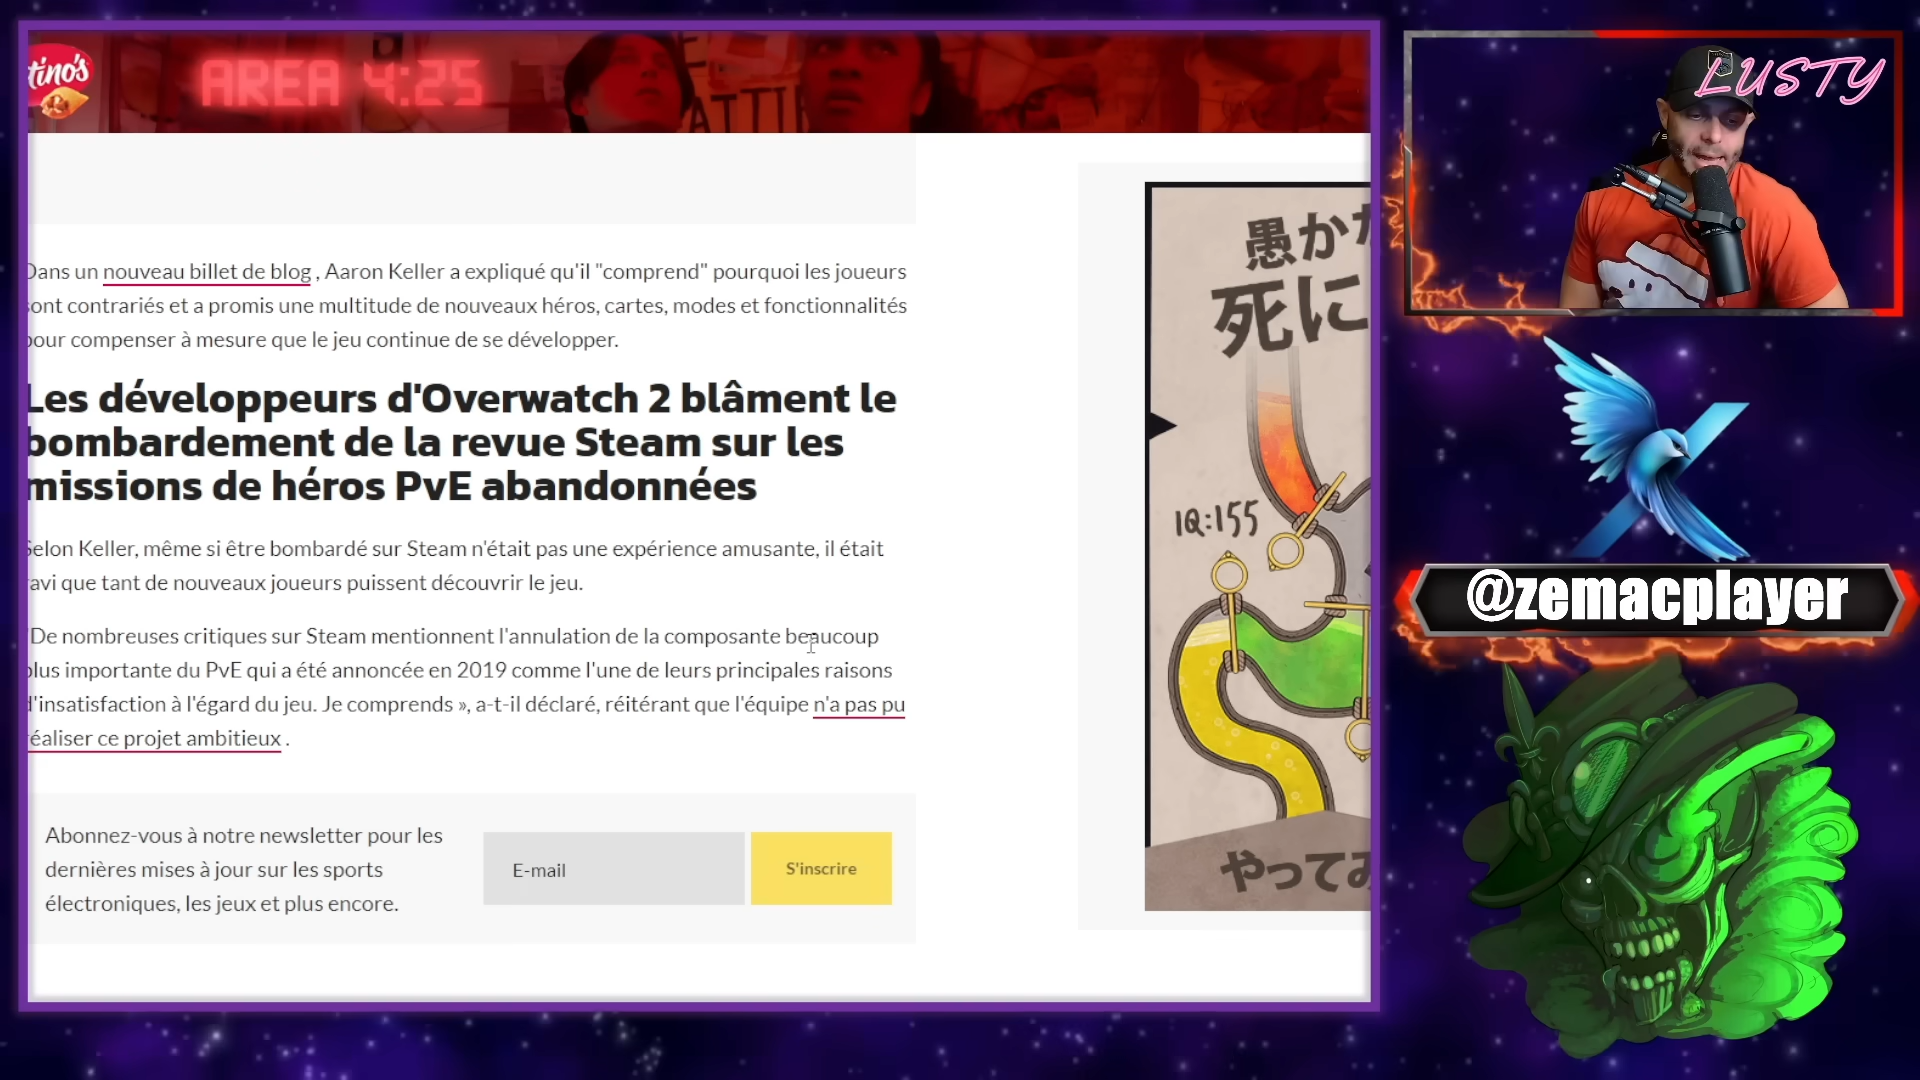 tino's
AREA 4:25
LUSTY
Dans un nouveau billet de blog , Aaron Keller a expliqué qu'il "comprend" pourquoi les joueurs
sont contrariés et a promis une multitude de nouveaux héros, cartes, modes et fonctionnalités
pour compenser à mesure que le jeu continue de se développer.
Les développeurs d'Overwatch 2 blâment le
bombardement de la revue Steam sur les
missions de héros PvE abandonnées
Selon Keller, même si être bombardé sur Steam n'était pas une expérience amusante, il était
ravi que tant de nouveaux joueurs puissent découvrir le jeu.
"De nombreuses critiques sur Steam mentionnent l'annulation de la composante beaucoup
plus importante du PvE qui a été annoncée en 2019 comme l'une de leurs principales raisons
d'insatisfaction à l'égard du jeu. Je comprends », a-t-il déclaré, réitérant que l'équipe n'a pas pu
réaliser ce projet ambitieux .
Abonnez-vous à notre newsletter pour les
dernières mises à jour sur les sports
électroniques, les jeux et plus encore.
E-mail
S'inscrire
愚か
死に
IQ:155
やってみ
@zemacplayer